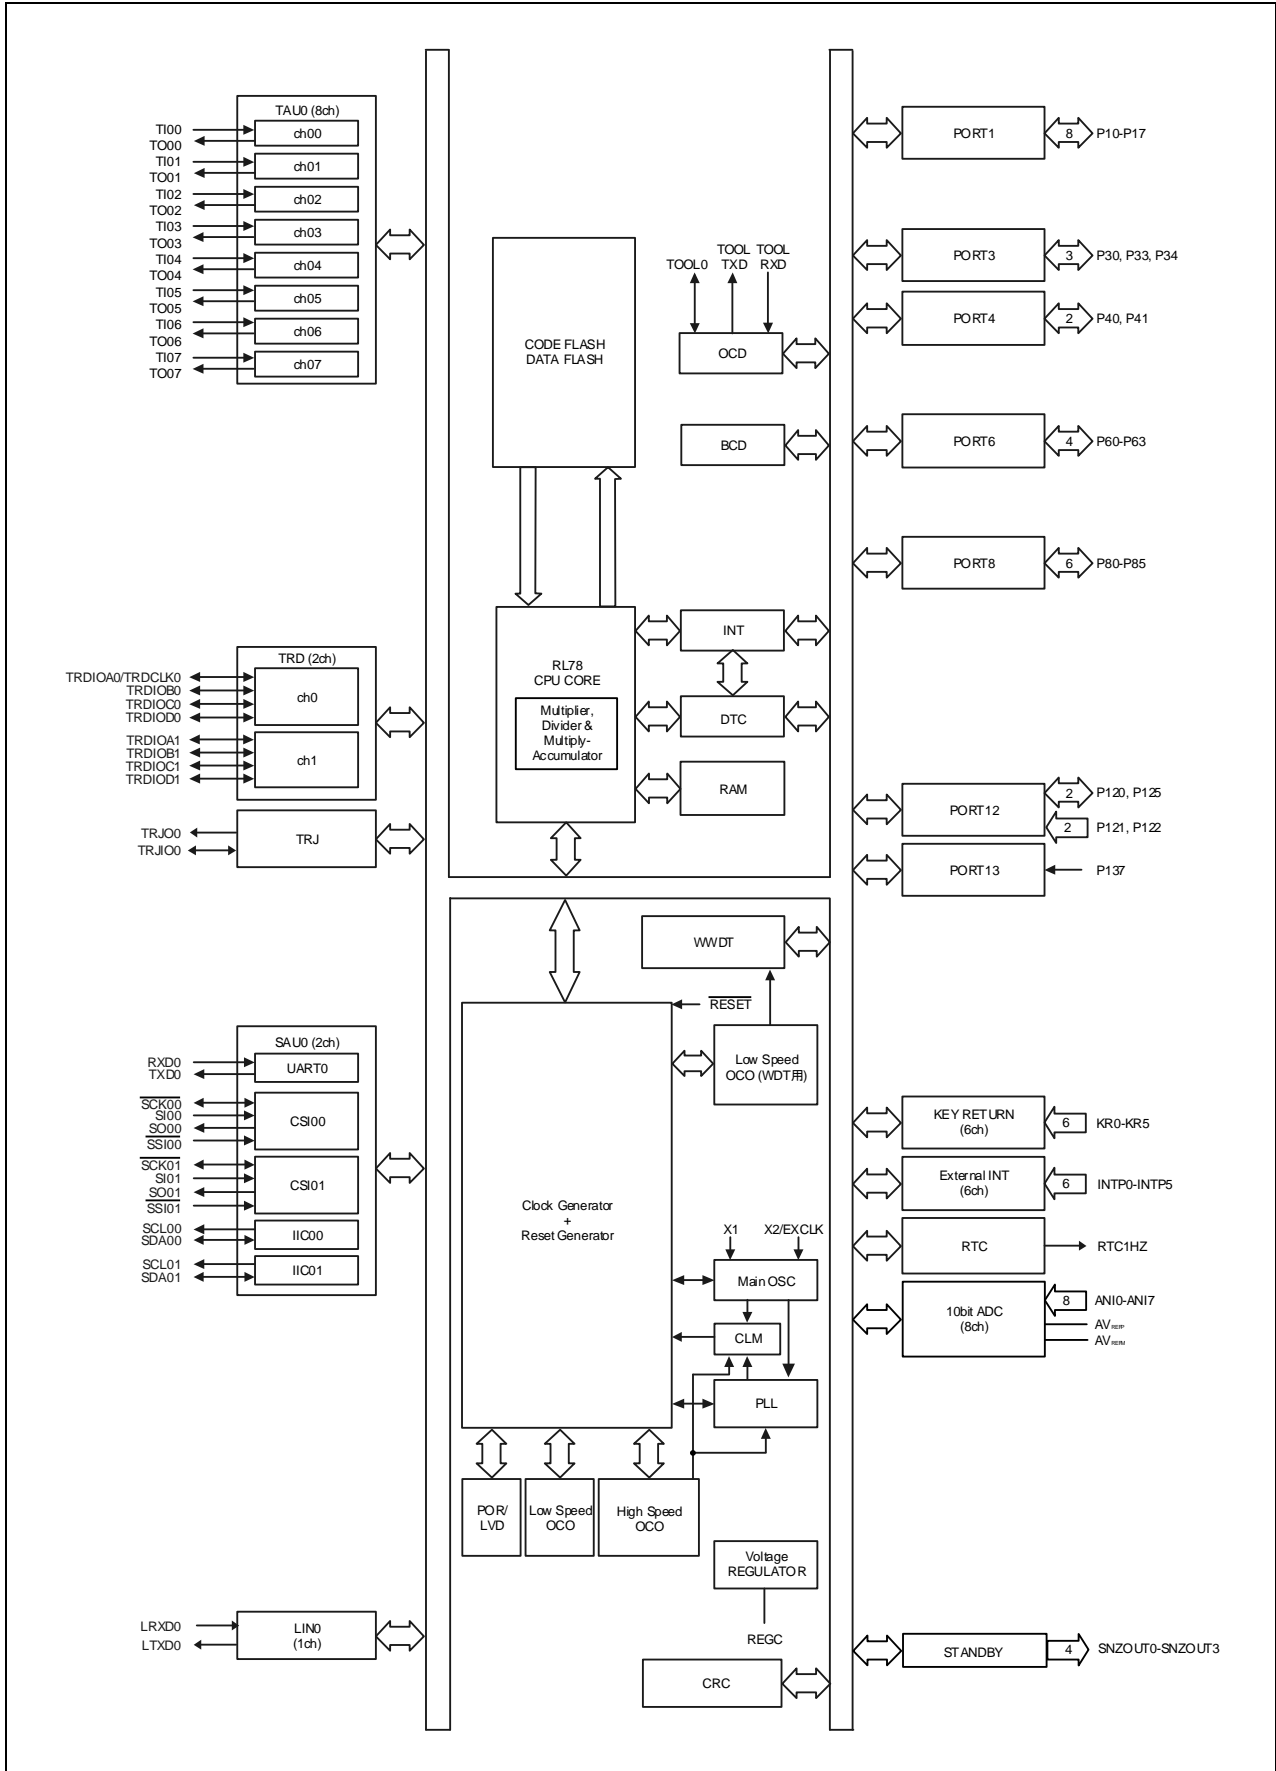 TAU0 (8ch)
TI00
TO00
ch00
TI01
TO01
ch01
TI02
TO02
ch02
TI03
TO03
ch03
TI04
TO04
ch04
TI05
TO05
ch05
TI06
TO06
ch06
TI07
TO07
ch07
TRD (2ch)
TRDIOA0/TRDCLK0
TRDIOB0
TRDIOC0
TRDIOD0
ch0
TRDIOA1
TRDIOB1
TRDIOC1
TRDIOD1
ch1
TRJO0
TRJIO0
TRJ
SAU0 (2ch)
RXD0
TXD0
UART0
SCK00
SI00
SO00
SSI00
CSI00
SCK01
SI01
SO01
SSI01
CSI01
SCL00
SDA00
IIC00
SCL01
SDA01
IIC01
LRXD0
LTXD0
LIN0
(1ch)
CODE FLASH
DATA FLASH
TOOL0
TOOL
TXD
TOOL
RXD
OCD
BCD
RL78
CPU CORE
Multiplier,
Divider &
Multiply-
Accumulator
INT
DTC
RAM
WWDT
RESET
Low Speed
OCO (WDT用)
Clock Generator
+
Reset Generator
X1
X2/EXCLK
Main OSC
CLM
PLL
POR/
LVD
Low Speed
OCO
High Speed
OCO
Voltage
REGULATOR
REGC
CRC
PORT1
8
P10-P17
PORT3
3
P30, P33, P34
PORT4
2
P40, P41
PORT6
4
P60-P63
PORT8
6
P80-P85
PORT12
2
P120, P125
2
P121, P122
PORT13
P137
KEY RETURN
(6ch)
6
KR0-KR5
External INT
(6ch)
6
INTP0-INTP5
RTC
RTC1HZ
10bit ADC
(8ch)
8
ANI0-ANI7
AVREFP
AVREFM
STANDBY
4
SNZOUT0-SNZOUT3